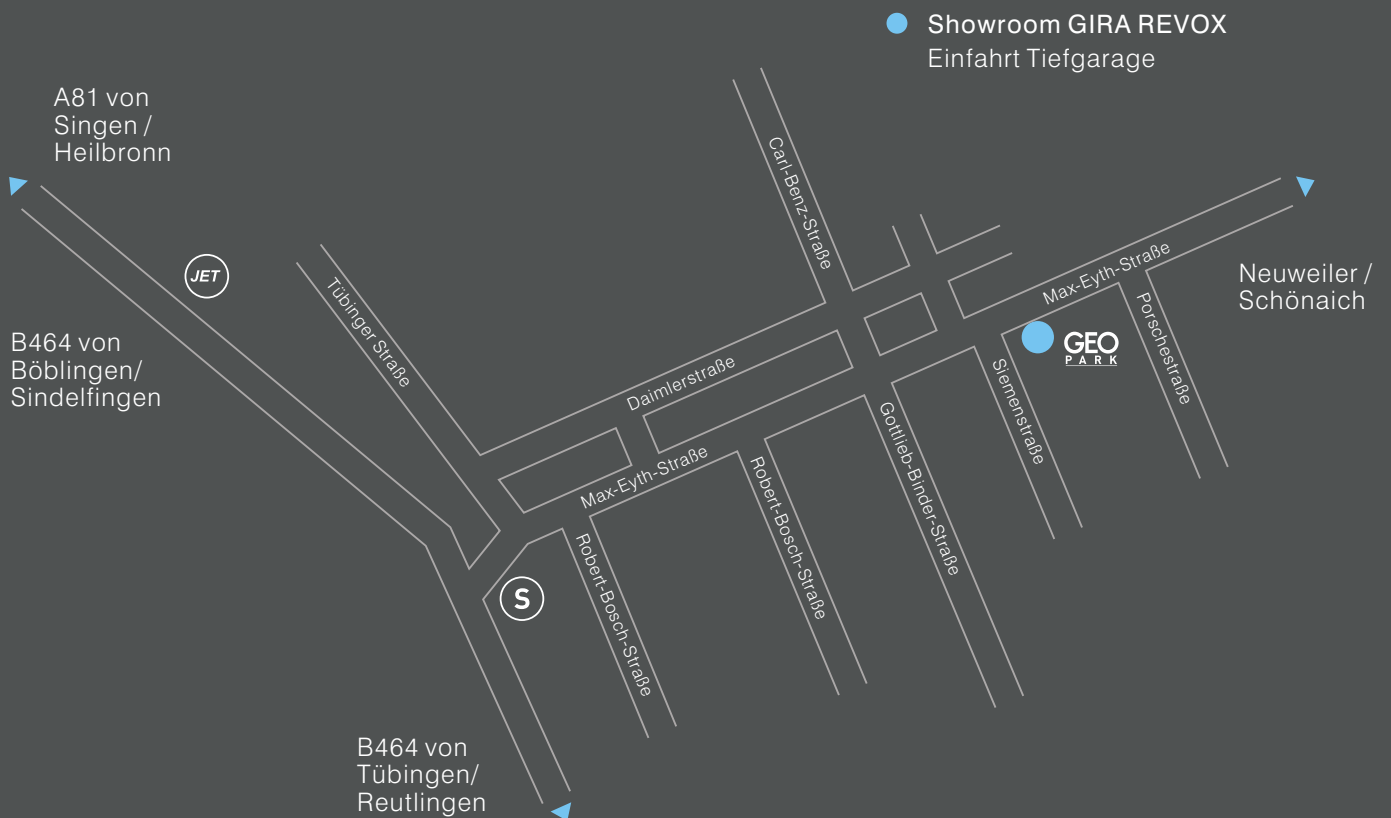 Showroom GIRA REVOX
Einfahrt Tiefgarage
A81 von
Singen /
Heilbronn
Carl-Benz-Straße
Max-Eyth-Straße
Neuweiler /
Schönaich
JET
Tübinger Straße
B464 von
Böblingen/
Sindelfingen
Daimlerstraße
GEO
PARK
Porschestraße
Siemenstraße
Gottlieb-Binder-Straße
Max-Eyth-Straße
Robert-Bosch-Straße
Robert-Bosch-Straße
S
B464 von
Tübingen/
Reutlingen